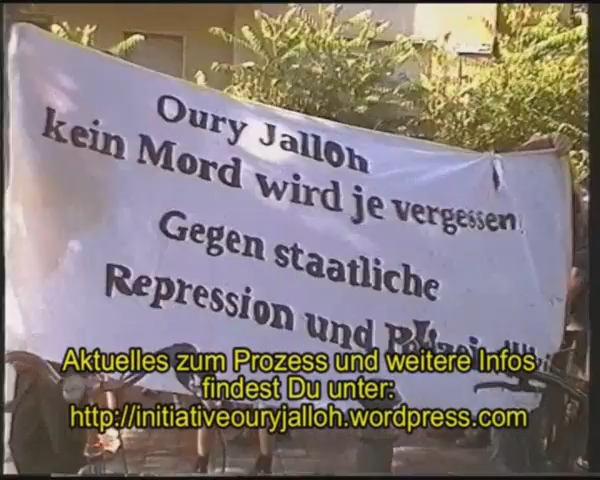 Oury Jalloh
kein Mord wird je vergessen!
Gegen staatliche
Repression und
Aktuelles zum Prozess und weitere Infos
findest Du unter:
http://initiativeouryjalloh.wordpress.com